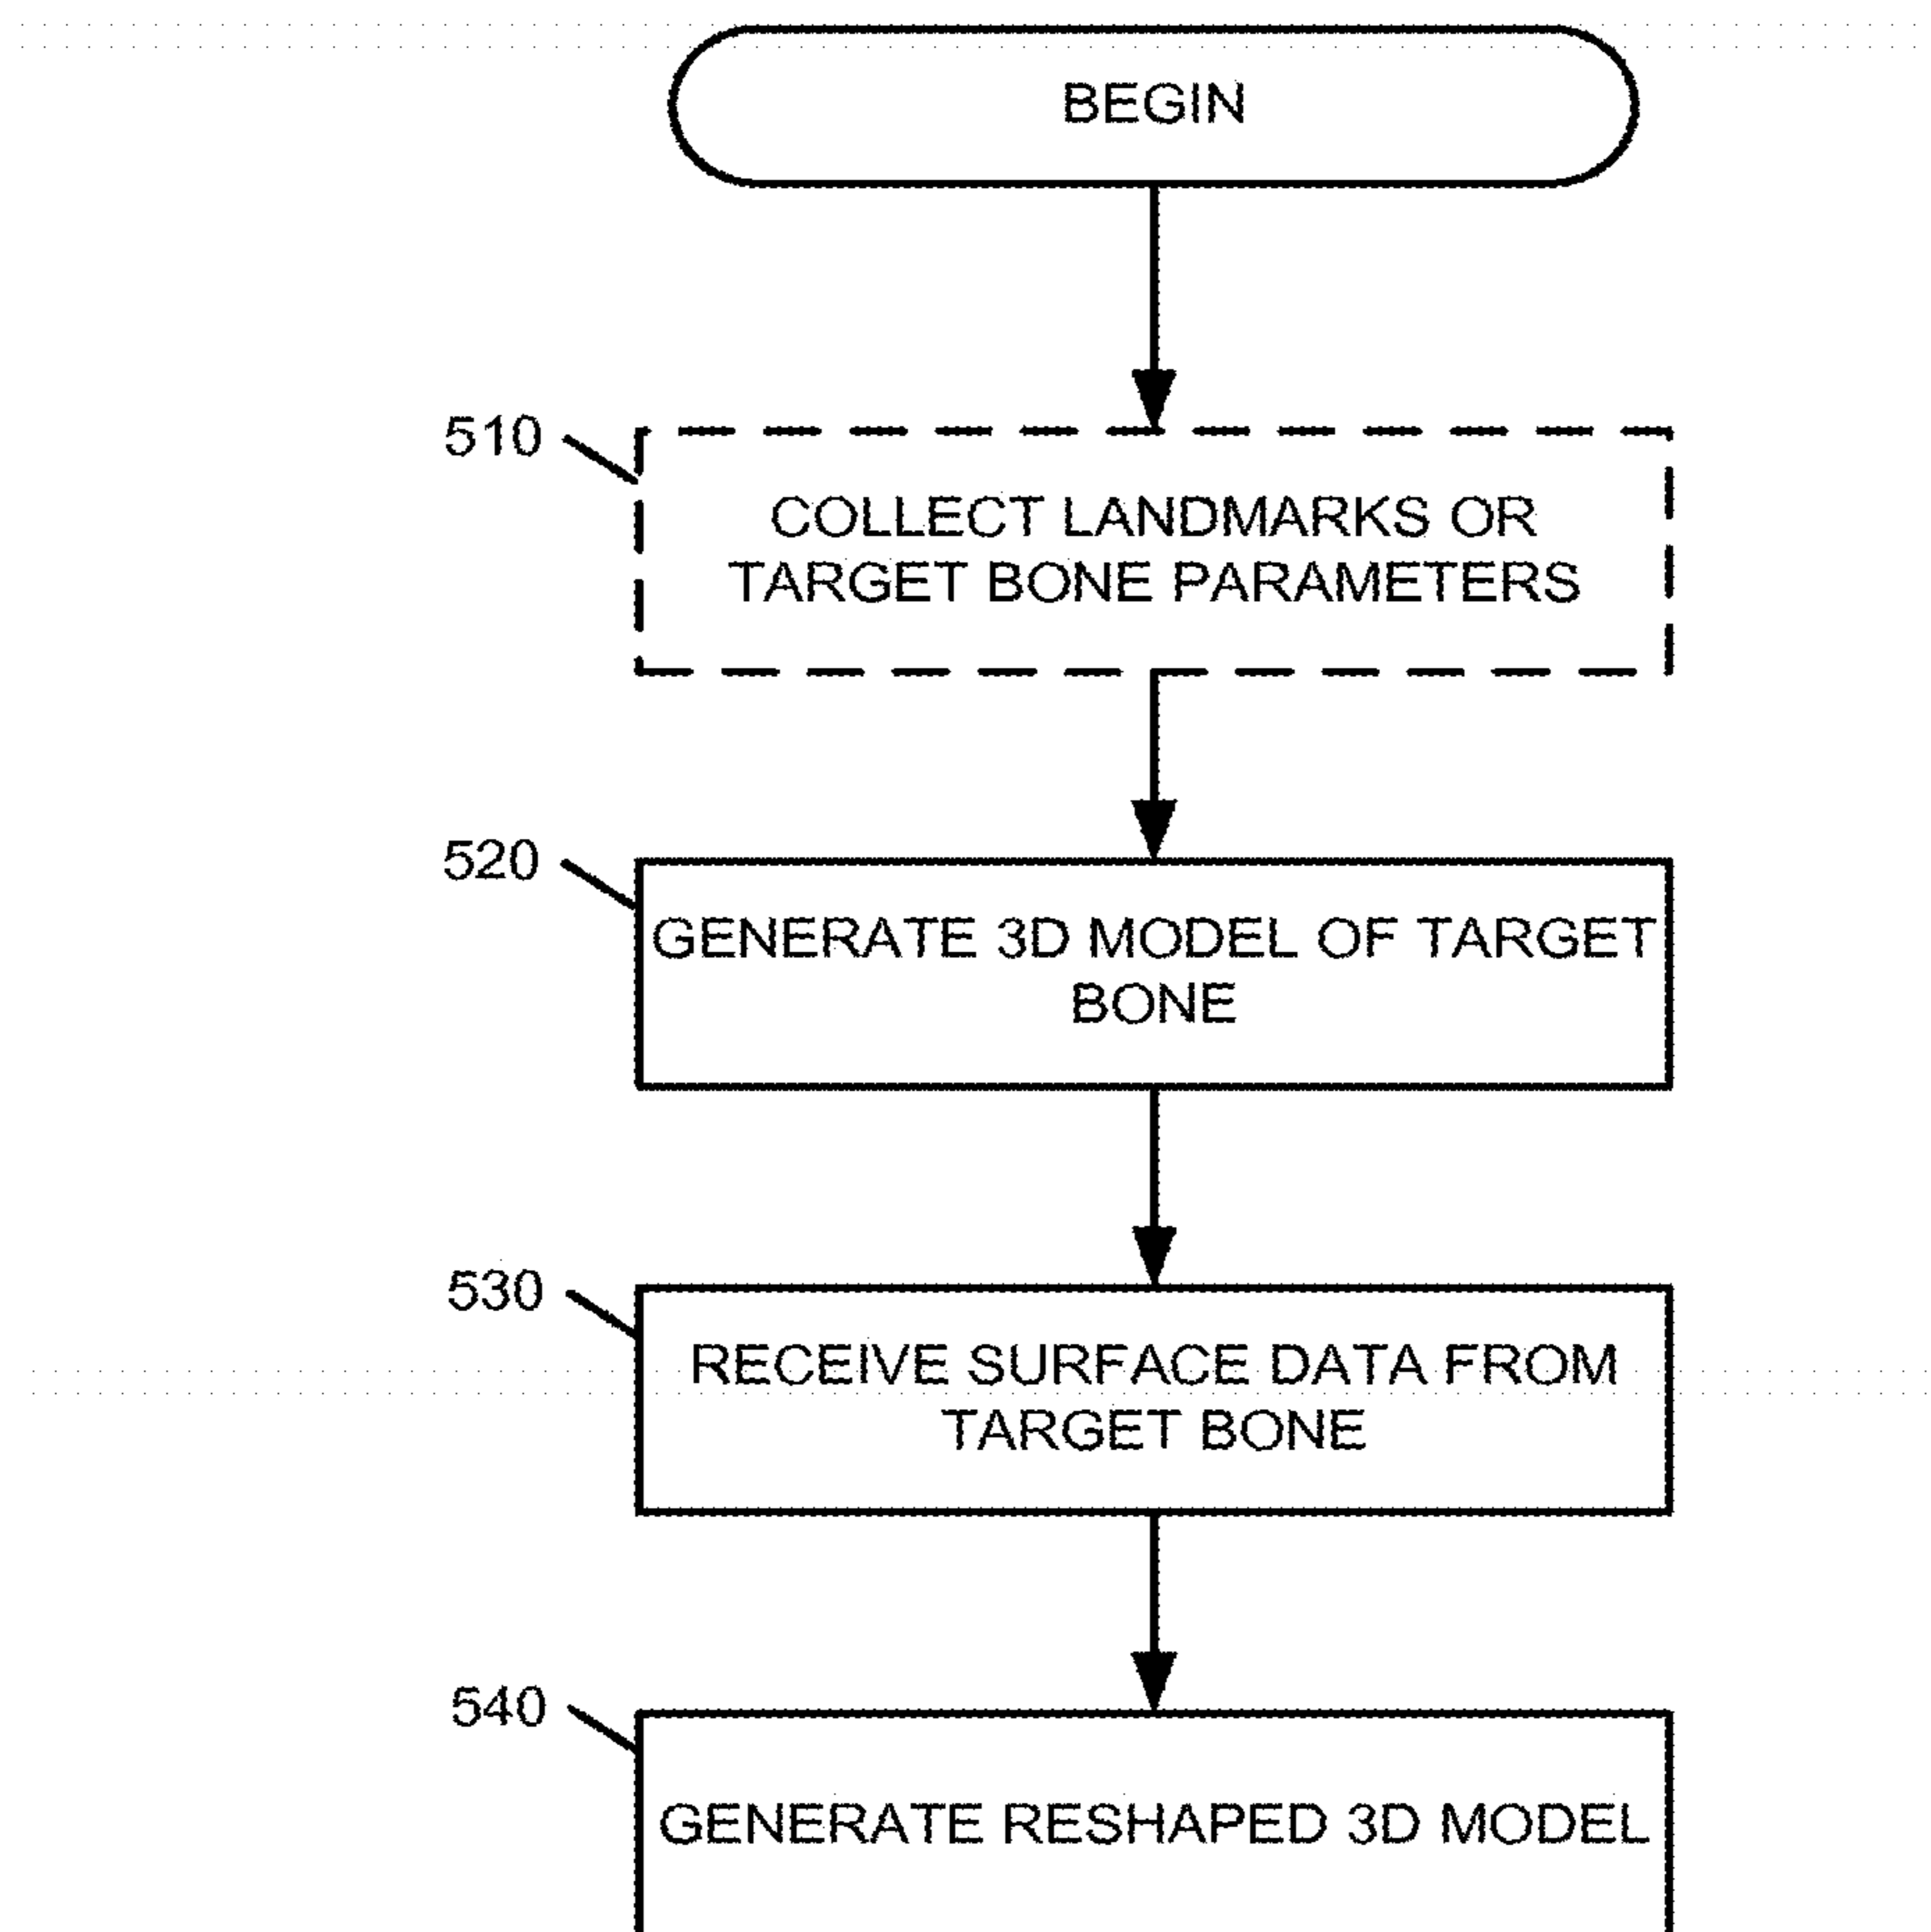 BEGIN
510
COLLECT LANDMARKS OR
TARGET BONE PARAMETERS
520
GENERATE 3D MODEL OF TARGET
BONE
530
RECEIVE SURFACE DATA FROM
TARGET BONE
540
GENERATE RESHAPED 3D MODEL